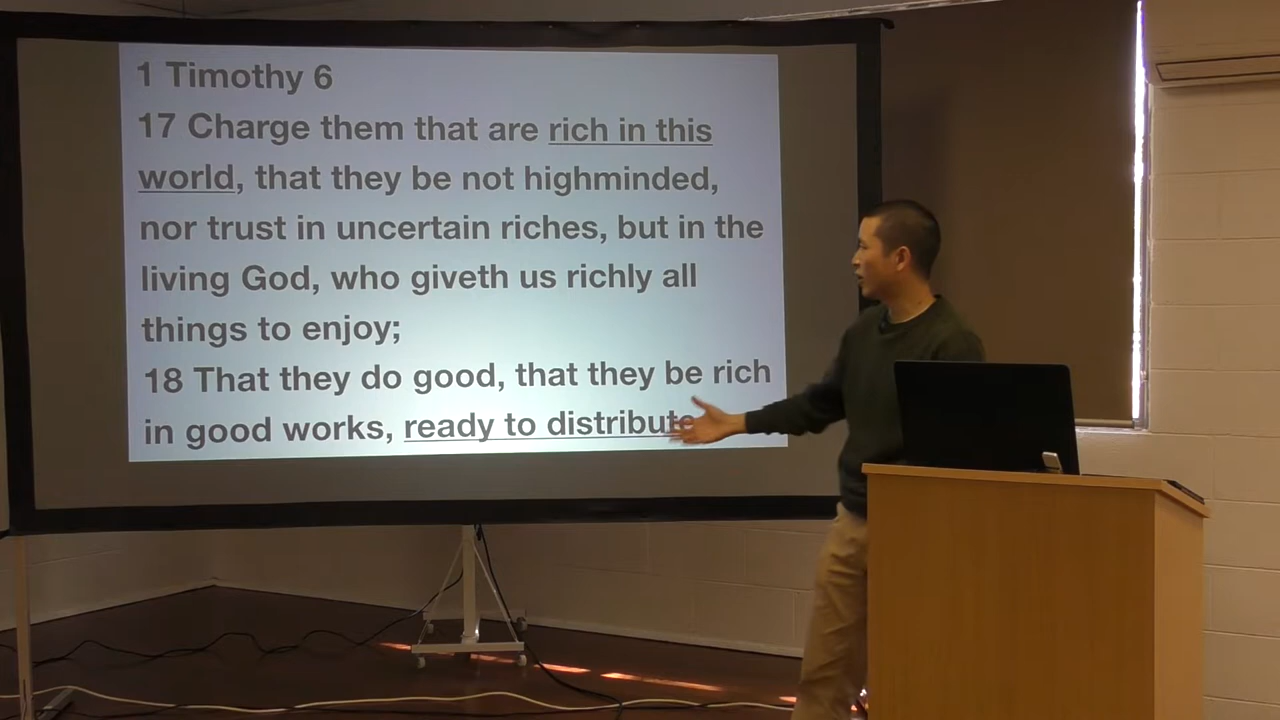 1 Timothy 6
17 Charge them that are rich in this
world, that they be not highminded,
nor trust in uncertain riches, but in the
living God, who giveth us richly all
things to enjoy;
18 That they do good, that they be rich
in good works, ready to distribute